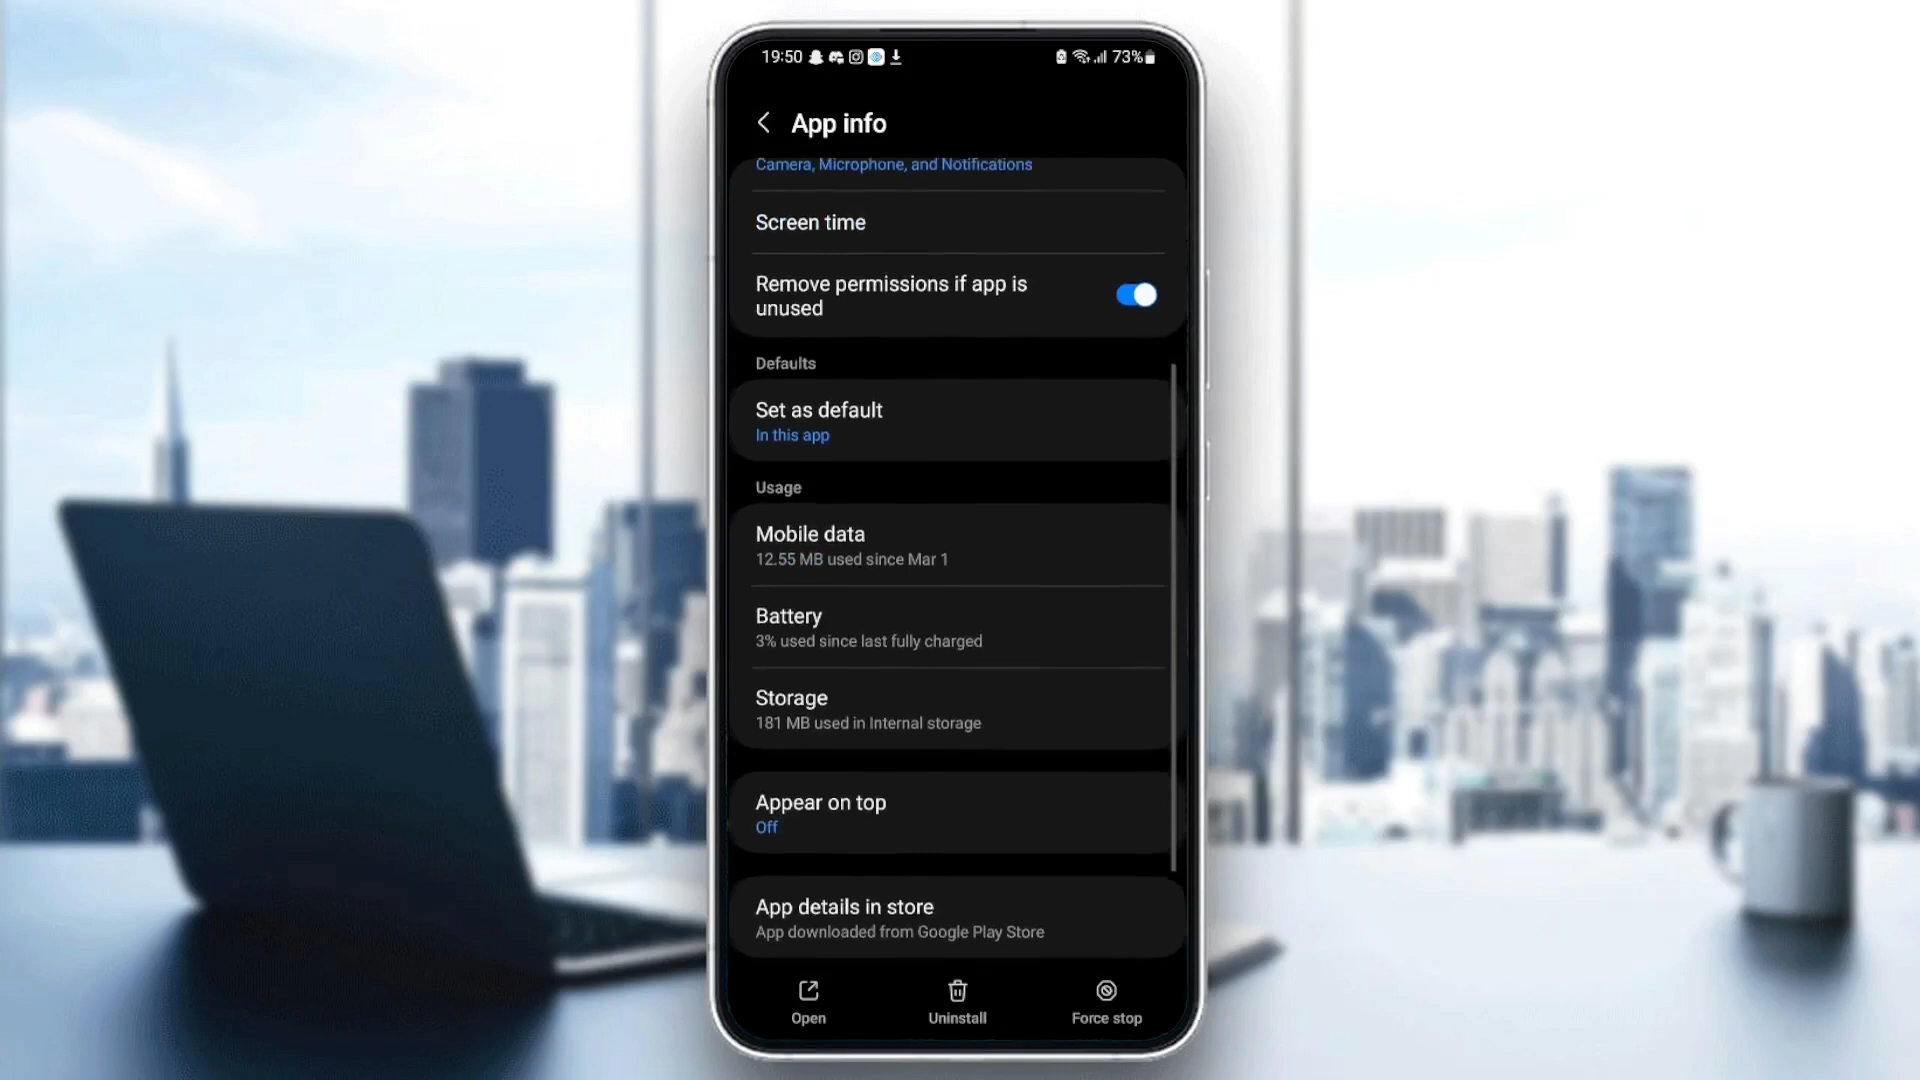 19:50 73%
App info
Camera, Microphone, and Notifications
Screen time
Remove permissions if app is
unused
Defaults
Set as default
In this app
Usage
Mobile data
12.55 MB used since Mar 1
Battery
3% used since last fully charged
Storage
181 MB used in Internal storage
Appear on top
Off
App details in store
App downloaded from Google Play Store
Open Uninstall Force stop